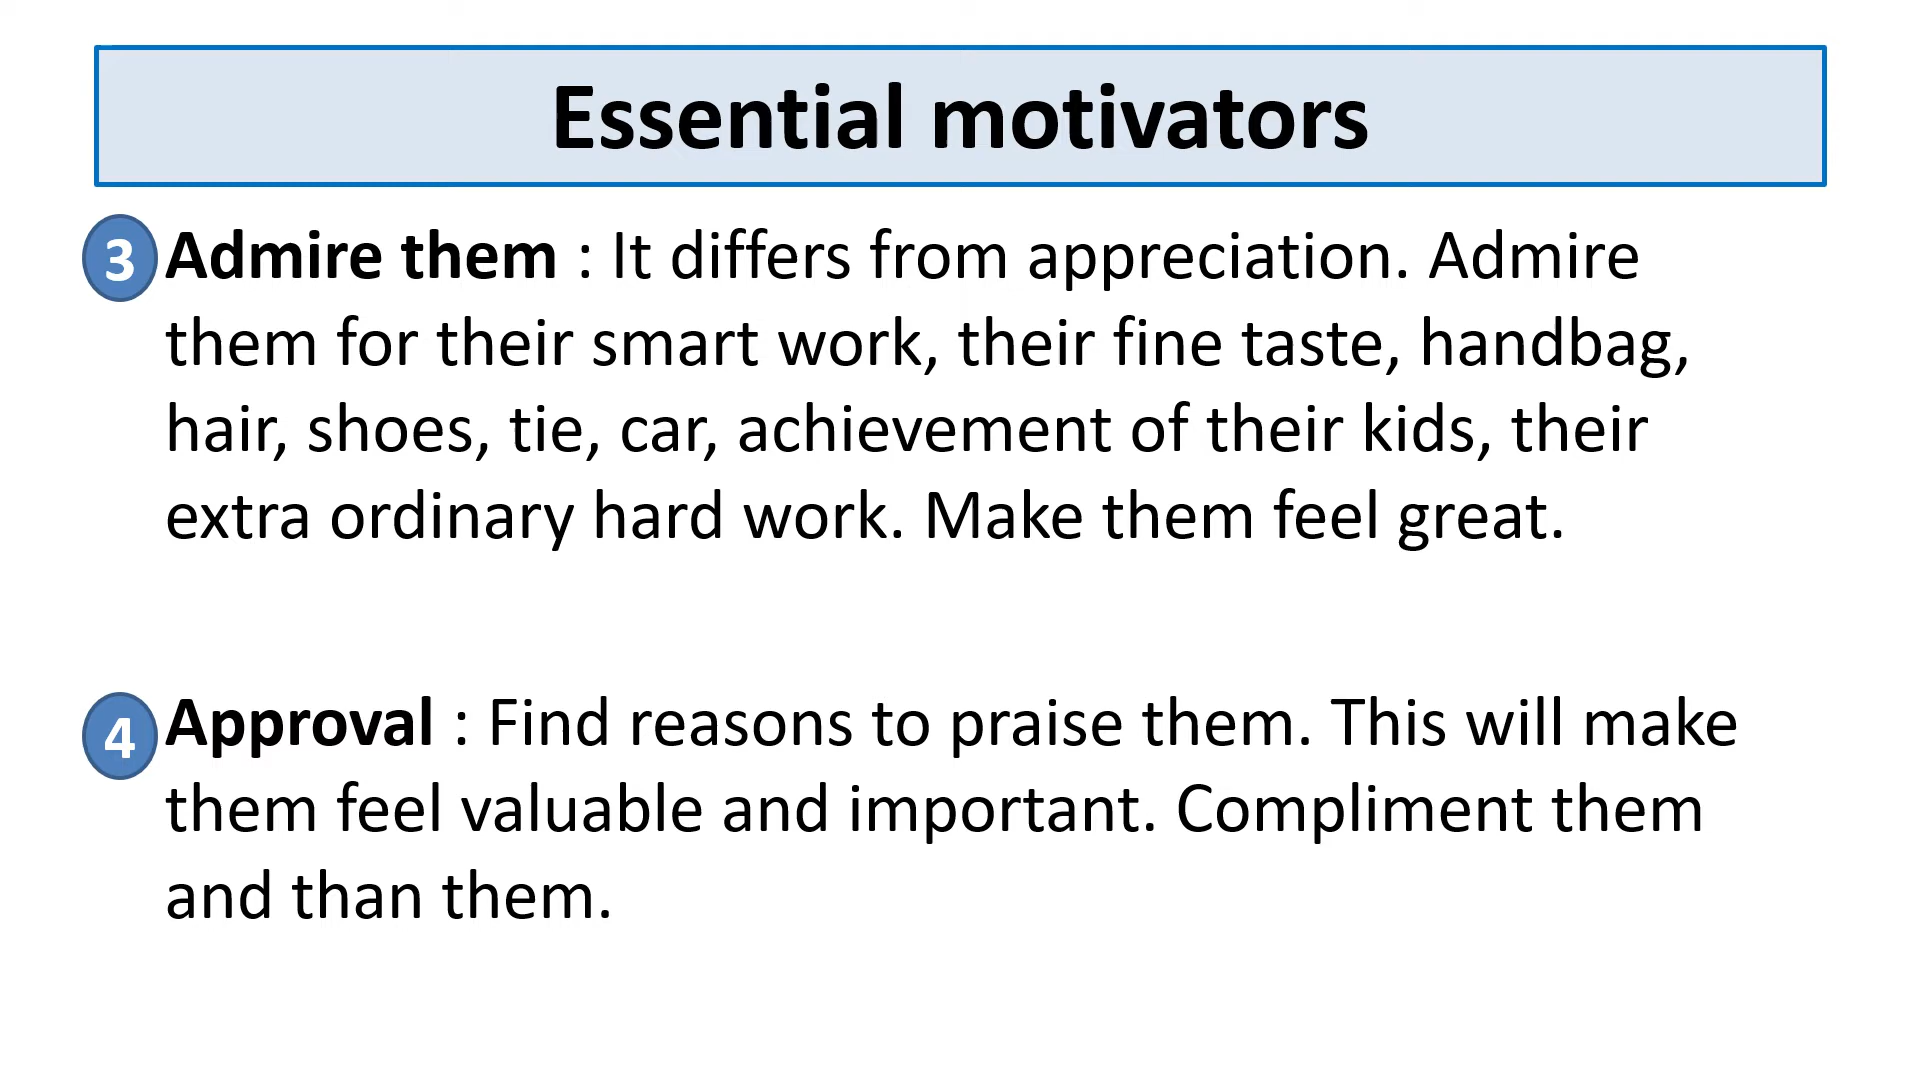 Essential motivators
3 Admire them : It differs from appreciation. Admire
them for their smart work, their fine taste, handbag,
hair, shoes, tie, car, achievement of their kids, their
extra ordinary hard work. Make them feel great.
4 Approval : Find reasons to praise them. This will make
them feel valuable and important. Compliment them
and than them.